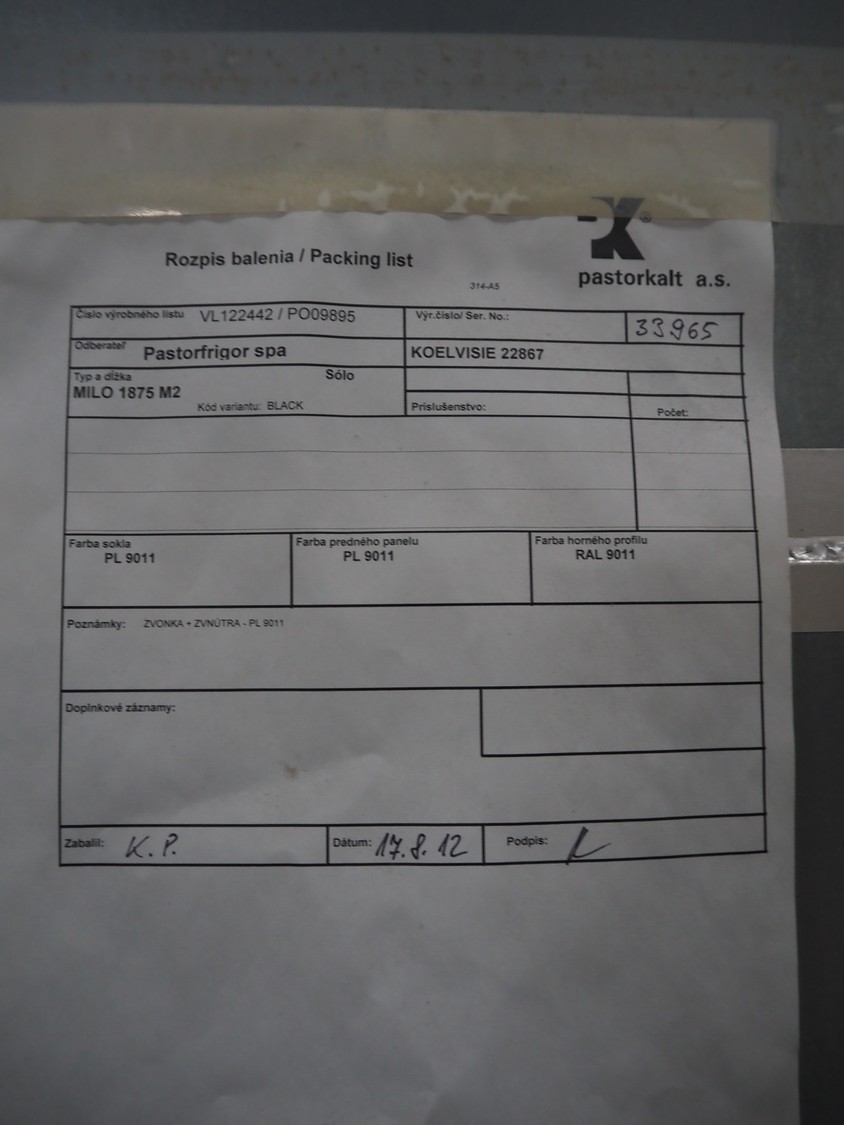 Rozpis balenia / Packing list
314-A5
K®
pastorkalt a.s.
Číslo výrobného listu VL122442 / PO09895
Výr.číslo/ Ser. No.: 33965
Odberateľ Pastorfrigor spa
KOELVISIE 22867
Typ a dĺžka Sólo
MILO 1875 M2
Kód variantu: BLACK
Príslušenstvo: Počet:
Farba sokla
PL 9011
Farba predného panelu
PL 9011
Farba horného profilu
RAL 9011
Poznámky: ZVONKA + ZVNÚTRA - PL 9011
Doplnkové záznamy:
Zabalil: K. P. Dátum: 17. 8. 12 Podpis: